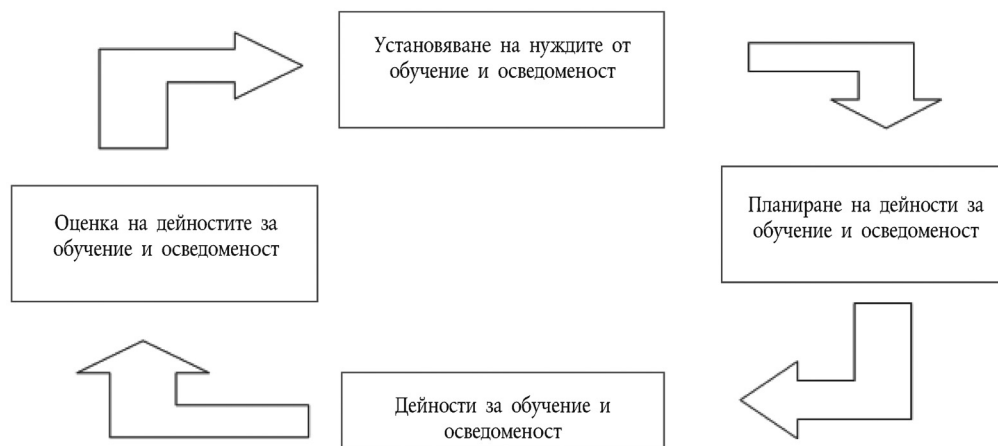 Установяване на нуждите от
обучение и осведоменост
Оценка на дейностите за
обучение и осведоменост
Планиране на дейности за
обучение и осведоменост
Дейности за обучение и
осведоменост